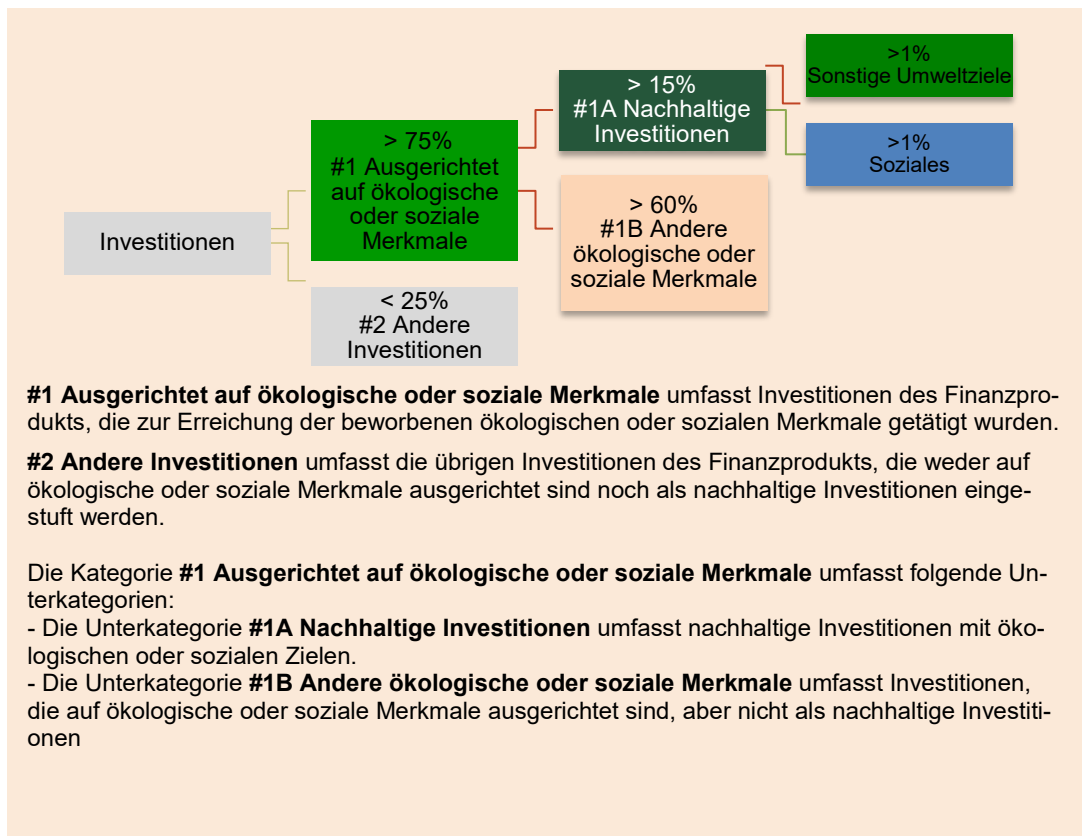 >1%
Sonstige Umweltziele
> 15%
#1A Nachhaltige
Investitionen
>1%
Soziales
> 75%
#1 Ausgerichtet
auf ökologische
oder soziale
Merkmale
> 60%
#1B Andere
ökologische oder
soziale Merkmale
Investitionen
< 25%
#2 Andere
Investitionen
#1 Ausgerichtet auf ökologische oder soziale Merkmale umfasst Investitionen des Finanzpro-
dukts, die zur Erreichung der beworbenen ökologischen oder sozialen Merkmale getätigt wurden.
#2 Andere Investitionen umfasst die übrigen Investitionen des Finanzprodukts, die weder auf
ökologische oder soziale Merkmale ausgerichtet sind noch als nachhaltige Investitionen einge-
stuft werden.
Die Kategorie #1 Ausgerichtet auf ökologische oder soziale Merkmale umfasst folgende Un-
terkategorien:
- Die Unterkategorie #1A Nachhaltige Investitionen umfasst nachhaltige Investitionen mit öko-
logischen oder sozialen Zielen.
- Die Unterkategorie #1B Andere ökologische oder soziale Merkmale umfasst Investitionen,
die auf ökologische oder soziale Merkmale ausgerichtet sind, aber nicht als nachhaltige Investiti-
onen